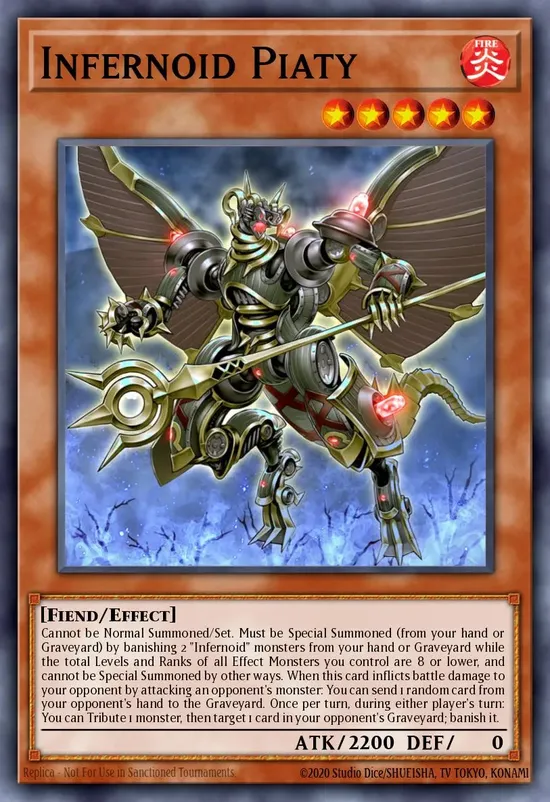 INFERNOID PIATY
FIRE
炎
[FIEND/EFFECT]
Cannot be Normal Summoned/Set. Must be Special Summoned (from your hand or
Graveyard) by banishing 2 "Infernoid" monsters from your hand or Graveyard while
the total Levels and Ranks of all Effect Monsters you control are 8 or lower, and
cannot be Special Summoned by other ways. When this card inflicts battle damage to
your opponent by attacking an opponent's monster: You can send 1 random card from
your opponent's hand to the Graveyard. Once per turn, during either player's turn:
You can Tribute 1 monster, then target 1 card in your opponent's Graveyard; banish it.
ATK/2200 DEF/ 0
Replica - Not For Use in Sanctioned Tournaments
©2020 Studio Dice/SHUEISHA, TV TOKYO, KONAMI